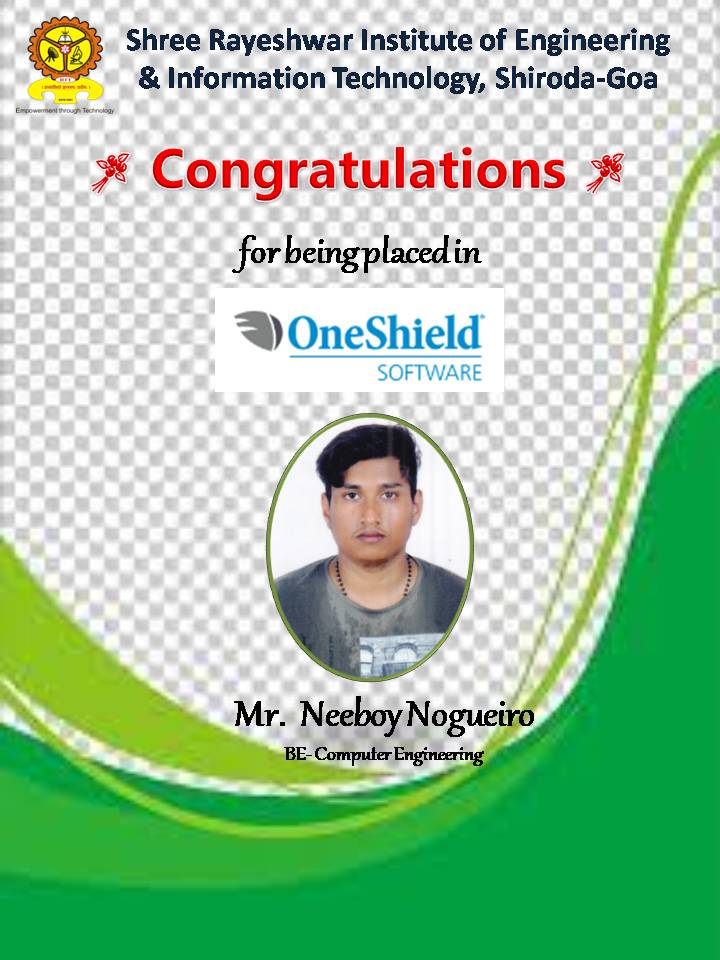 Shree Rayeshwar Institute of Engineering
& Information Technology, Shiroda-Goa
Empowerment through Technology
Congratulations
for being placed in
OneShield
SOFTWARE
Mr. Neeboy Nogueiro
BE- Computer Engineering